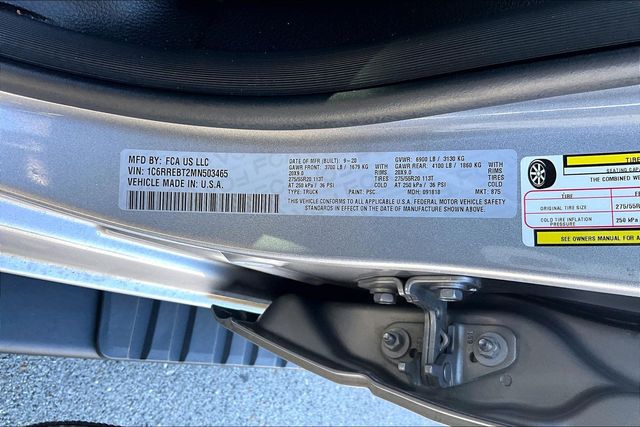 MFD BY: FCA US LLC
VIN: 1C6RREBT2MN503465
VEHICLE MADE IN U.S.A.
DATE OF MFR (BUILT): 9-20 GVWR: 6900 LB / 3130 KG
GAWR FRONT: 3700 LB / 1679 KG WITH GAWR REAR: 4100 LB / 1860 KG WITH
20X9.0 RIMS 20X9.0 RIMS
275/55R20 113T TIRES 275/55R20 113T TIRES
AT 250 kPa / 36 PSI AT 250 kPa / 36 PSI
TYPE: TRUCK PAINT: PSC MDH: 091818 MKT: 875
THIS VEHICLE CONFORMS TO ALL APPLICABLE U.S.A. FEDERAL MOTOR VEHICLE SAFETY
STANDARDS IN EFFECT ON THE DATE OF MANUFACTURE SHOWN ABOVE.
TIRE
SEATING CAPA
THE COMBINED WE
TIRE
ORIGINAL TIRE SIZE 275/55R
COLD TIRE INFLATION PRESSURE 250 kPa
SEE OWNERS MANUAL FOR A